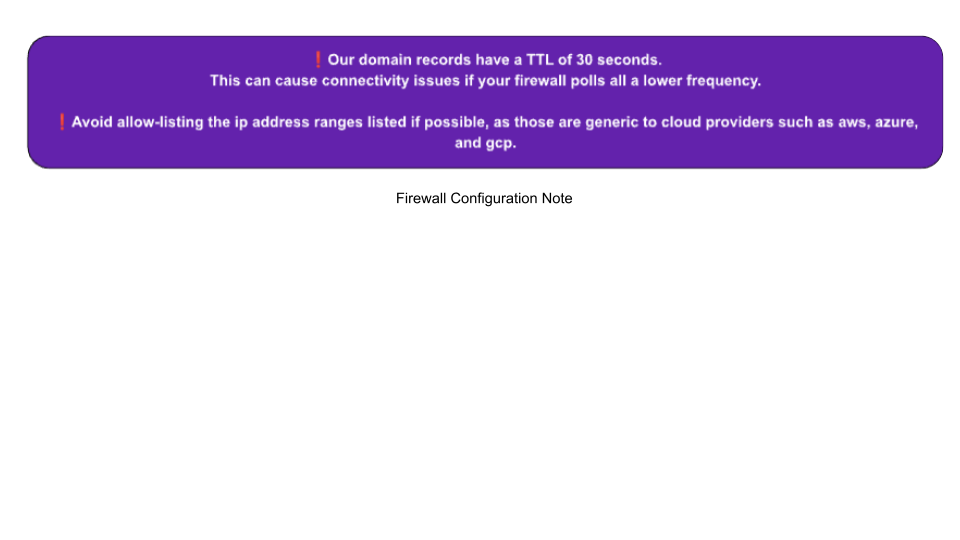 ❗Our domain records have a TTL of 30 seconds.
This can cause connectivity issues if your firewall polls all a lower frequency.
❗Avoid allow-listing the ip address ranges listed if possible, as those are generic to cloud providers such as aws, azure,
and gcp.
Firewall Configuration Note